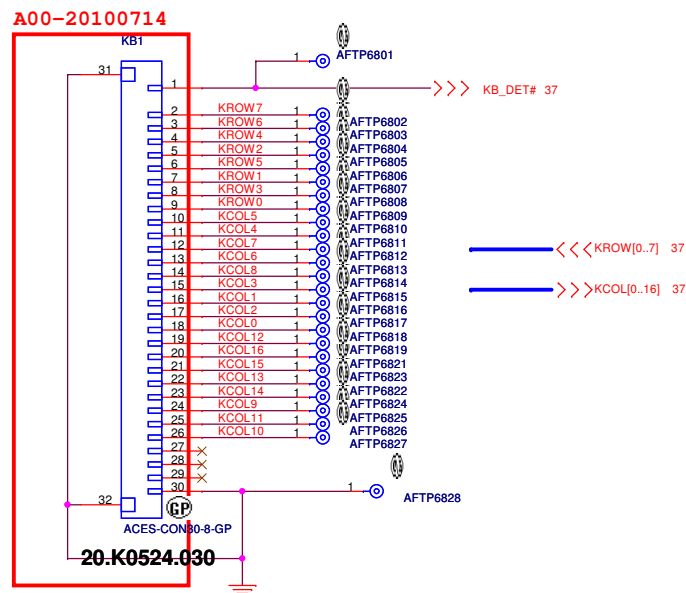 A00-20100714
KB1
1 AFTP6801
31
1 KB_DET# 37
2 KROW7 1 AFTP6802
3 KROW6 1 AFTP6803
4 KROW4 1 AFTP6804
5 KROW2 1 AFTP6805
6 KROW5 1 AFTP6806
7 KROW1 1 AFTP6807
8 KROW3 1 AFTP6808
9 KROW0 1 AFTP6809
10 KCOL5 1 AFTP6810
11 KCOL4 1 AFTP6811
12 KCOL7 1 AFTP6812
13 KCOL6 1 AFTP6813
14 KCOL8 1 AFTP6814
15 KCOL3 1 AFTP6815
16 KCOL1 1 AFTP6816
17 KCOL2 1 AFTP6817
18 KCOL0 1 AFTP6818
19 KCOL12 1 AFTP6819
20 KCOL16 1 AFTP6821
21 KCOL15 1 AFTP6823
22 KCOL13 1 AFTP6822
23 KCOL14 1 AFTP6824
24 KCOL9 1 AFTP6825
25 KCOL11 1 AFTP6826
26 KCOL10 1 AFTP6827
27
28
29
30 1 AFTP6828
32
GP
ACES-CON30-8-GP
20.K0524.030
KROW[0..7] 37
KCOL[0..16] 37